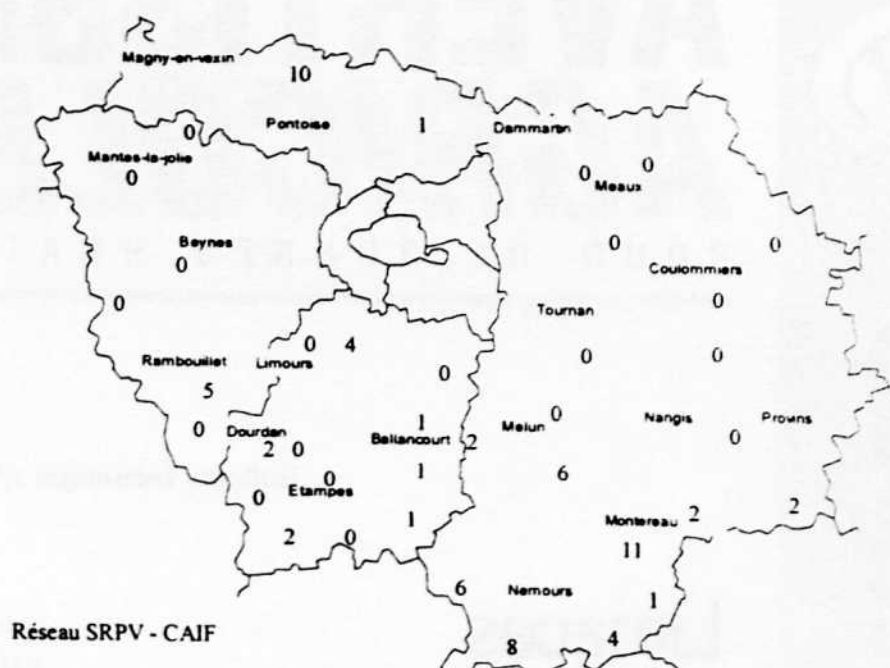 Magny-en-vexin
10
Pontoise
1
Dammartin
0
Mantes-la-jolie
0
0
0
Meaux
Beynes
0
0
0
Coulommiers
0
0
Tournan
0
4
0
0
Rambouillet
Limours
0
5
0
1
0
Melun
Nangis
Provins
0
Dourdan
Ballancourt
2
0
2
0
1
6
Etampes
0
1
Montereau
2
2
2
0
11
6
Nemours
1
Réseau SRPV - CAIF
8
4